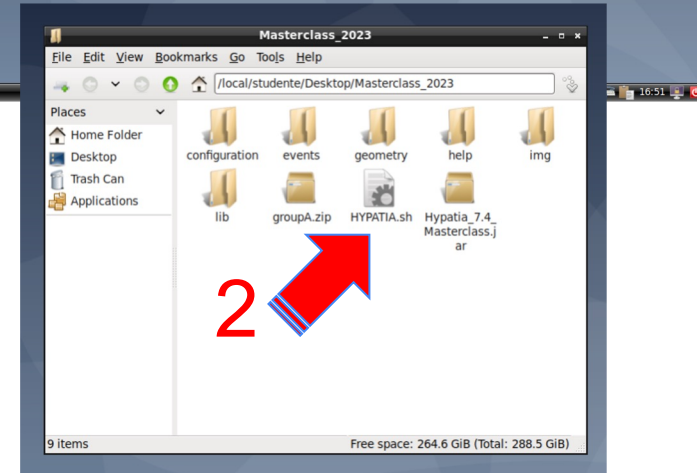 Masterclass_2023
File Edit View Bookmarks Go Tools Help
/local/studente/Desktop/Masterclass_2023
16:51
Places
Home Folder
Desktop
Trash Can
Applications
configuration events geometry help img
lib groupA.zip HYPATIA.sh Hypatia_7.4_
Masterclass.j
ar
2
9 items Free space: 264.6 GiB (Total: 288.5 GiB)